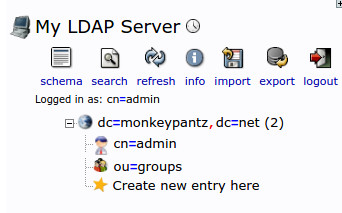 My LDAP Server
schema search refresh info import export logout
Logged in as: cn=admin
dc=monkeypantz, dc=net (2)
cn=admin
ou=groups
Create new entry here